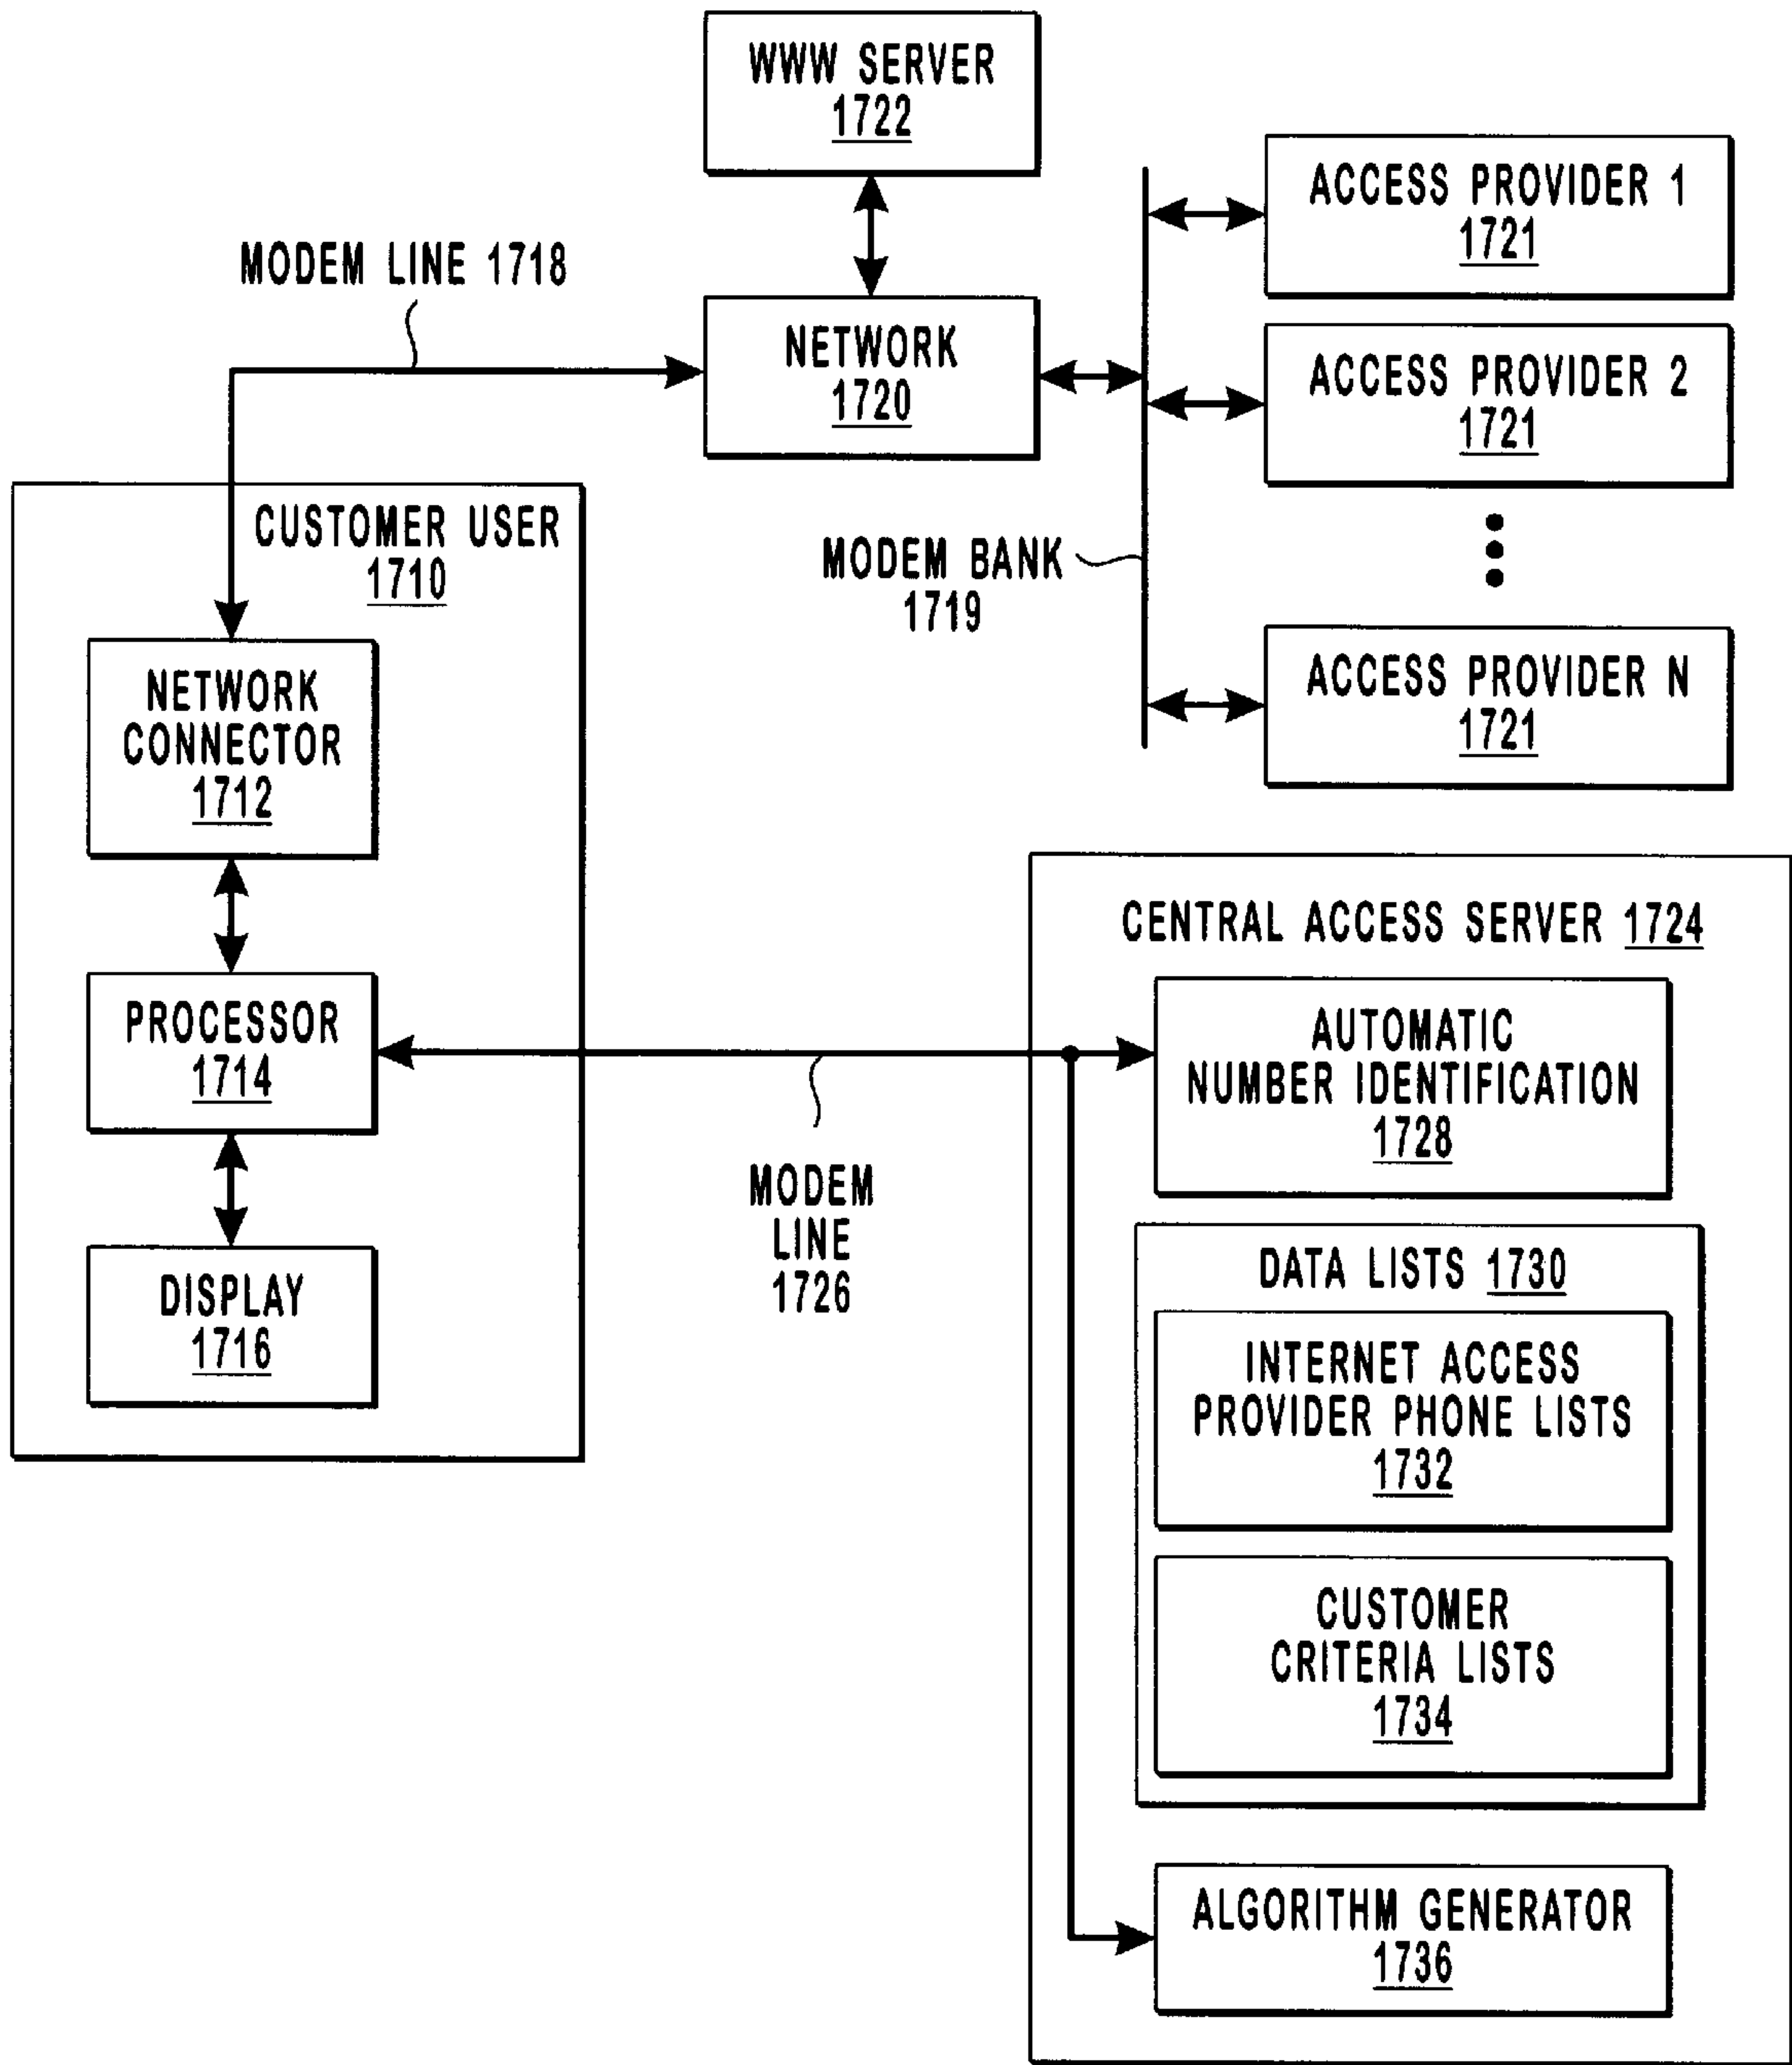 WWW SERVER
1722
ACCESS PROVIDER 1
1721
MODEM LINE 1718
NETWORK
1720
ACCESS PROVIDER 2
1721
CUSTOMER USER
1710
MODEM BANK
1719
ACCESS PROVIDER N
1721
NETWORK
CONNECTOR
1712
PROCESSOR
1714
DISPLAY
1716
MODEM
LINE
1726
CENTRAL ACCESS SERVER 1724
AUTOMATIC
NUMBER IDENTIFICATION
1728
DATA LISTS 1730
INTERNET ACCESS
PROVIDER PHONE LISTS
1732
CUSTOMER
CRITERIA LISTS
1734
ALGORITHM GENERATOR
1736